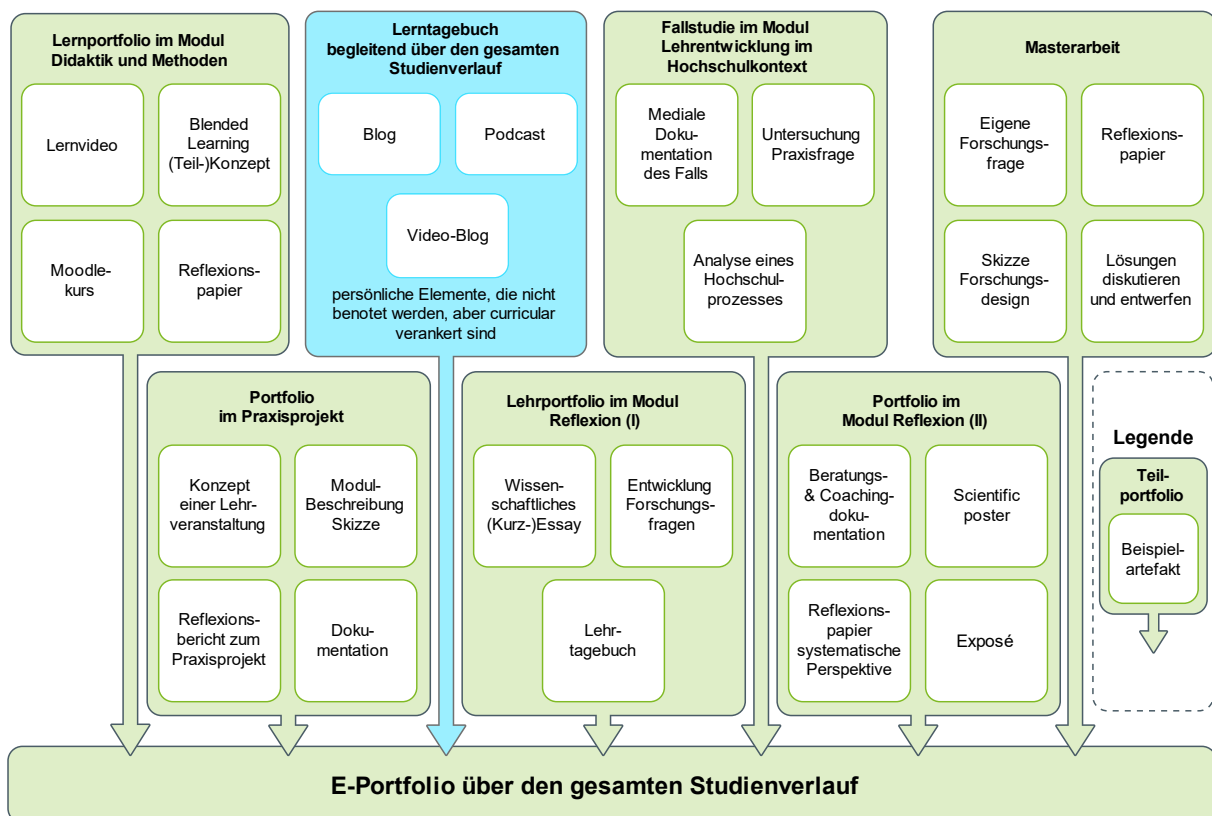 Lernportfolio im Modul
Didaktik und Methoden
Lernvideo
Blended
Learning
(Teil-)Konzept
Moodle-
kurs
Reflexions-
papier
Lerntagebuch
begleitend über den gesamten
Studienverlauf
Blog
Podcast
Video-Blog
persönliche Elemente, die nicht
benotet werden, aber curricular
verankert sind
Fallstudie im Modul
Lehrentwicklung im
Hochschulkontext
Mediale
Doku-
mentation
des Falls
Untersuchung
Praxisfrage
Analyse eines
Hochschul-
prozesses
Masterarbeit
Eigene
Forschungs-
frage
Reflexions-
papier
Skizze
Forschungs-
design
Lösungen
diskutieren
und entwerfen
Portfolio
im Praxisprojekt
Konzept
einer Lehr-
veranstaltung
Modul-
Beschreibung
Skizze
Reflexions-
bericht zum
Praxisprojekt
Doku-
mentation
Lehrportfolio im Modul
Reflexion (I)
Wissen-
schaftliches
(Kurz-)Essay
Entwicklung
Forschungs-
fragen
Lehr-
tagebuch
Portfolio im
Modul Reflexion (II)
Beratungs-
& Coaching-
doku-
mentation
Scientific
poster
Reflexions-
papier
systematische
Perspektive
Exposé
Legende
Teil-
portfolio
Beispiel-
artefakt
E-Portfolio über den gesamten Studienverlauf